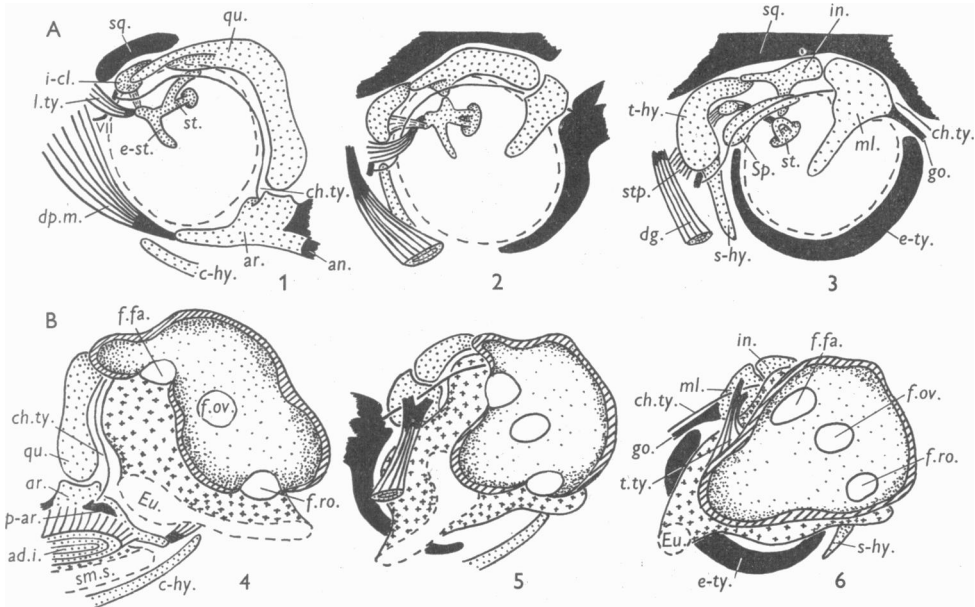 A
sq.
qu.
i-cl.
l.ty.
vii
e-st.
st.
dp.m.
ch.ty.
c-hy.
ar.
an.
1
2
sq.
in.
t-hy.
stp.
dg.
s-hy.
Sp.
st.
ml.
ch.ty.
go.
e-ty.
3
B
f.fa.
f.ov.
ch.ty.
qu.
ar.
Eu.
f.ro.
p-ar.
ad.i.
sm.s.
c-hy.
4
5
in.
f.fa.
ml.
ch.ty.
f.ov.
go.
f.ro.
t.ty.
Eu.
s-hy.
e-ty.
6